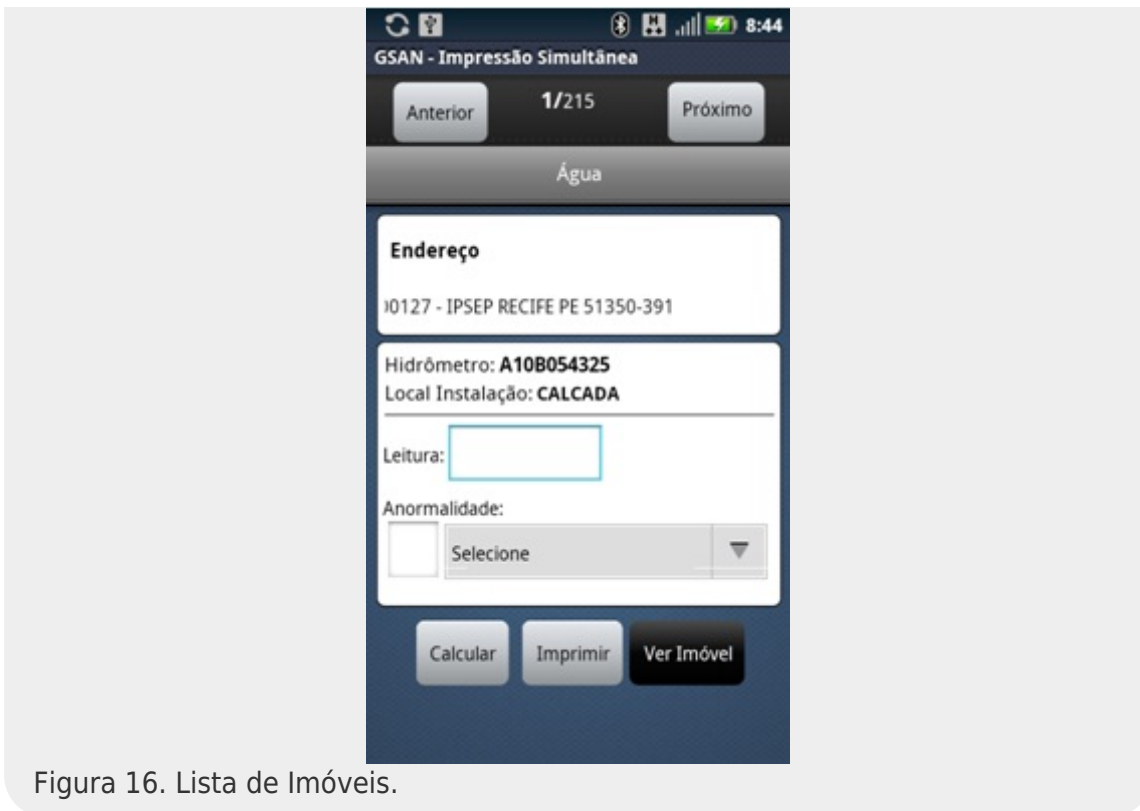 8:44
GSAN - Impressão Simultânea
Anterior 1/215 Próximo
Água
Endereço
00127 - IPSEP RECIFE PE 51350-391
Hidrômetro: A10B054325
Local Instalação: CALCADA
Leitura:
Anormalidade:
Selecione
Calcular Imprimir Ver Imóvel
Figura 16. Lista de Imóveis.